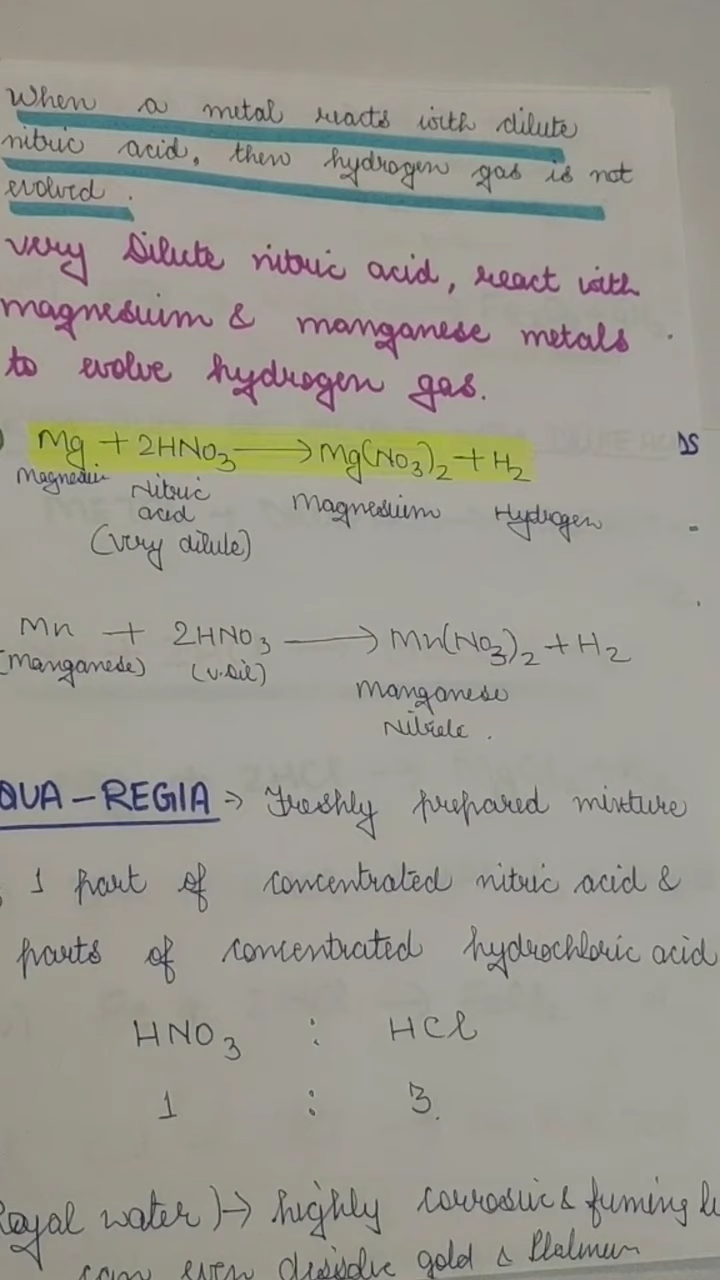 When a metal reacts with dilute
nitric acid, then hydrogen gas is not
evolved.
very Dilute nitric acid, react with
magnesium & manganese metals.
to evolve hydrogen gas.
Mg + 2HNO3 → Mg(NO3)2 + H2
Nitric Magnesium Hydrogen
acid
(very dilute)
Mn + 2HNO3 → Mn(NO3)2 + H2
(manganese) (v.dil)
Manganese
QUA-REGIA → Freshly prepared mixture
1 part of concentrated nitric acid &
parts of concentrated hydrochloric acid
HNO3 : HCl
1 : 3.
Royal water) → highly corrosive & fuming li
can even dissolve gold &